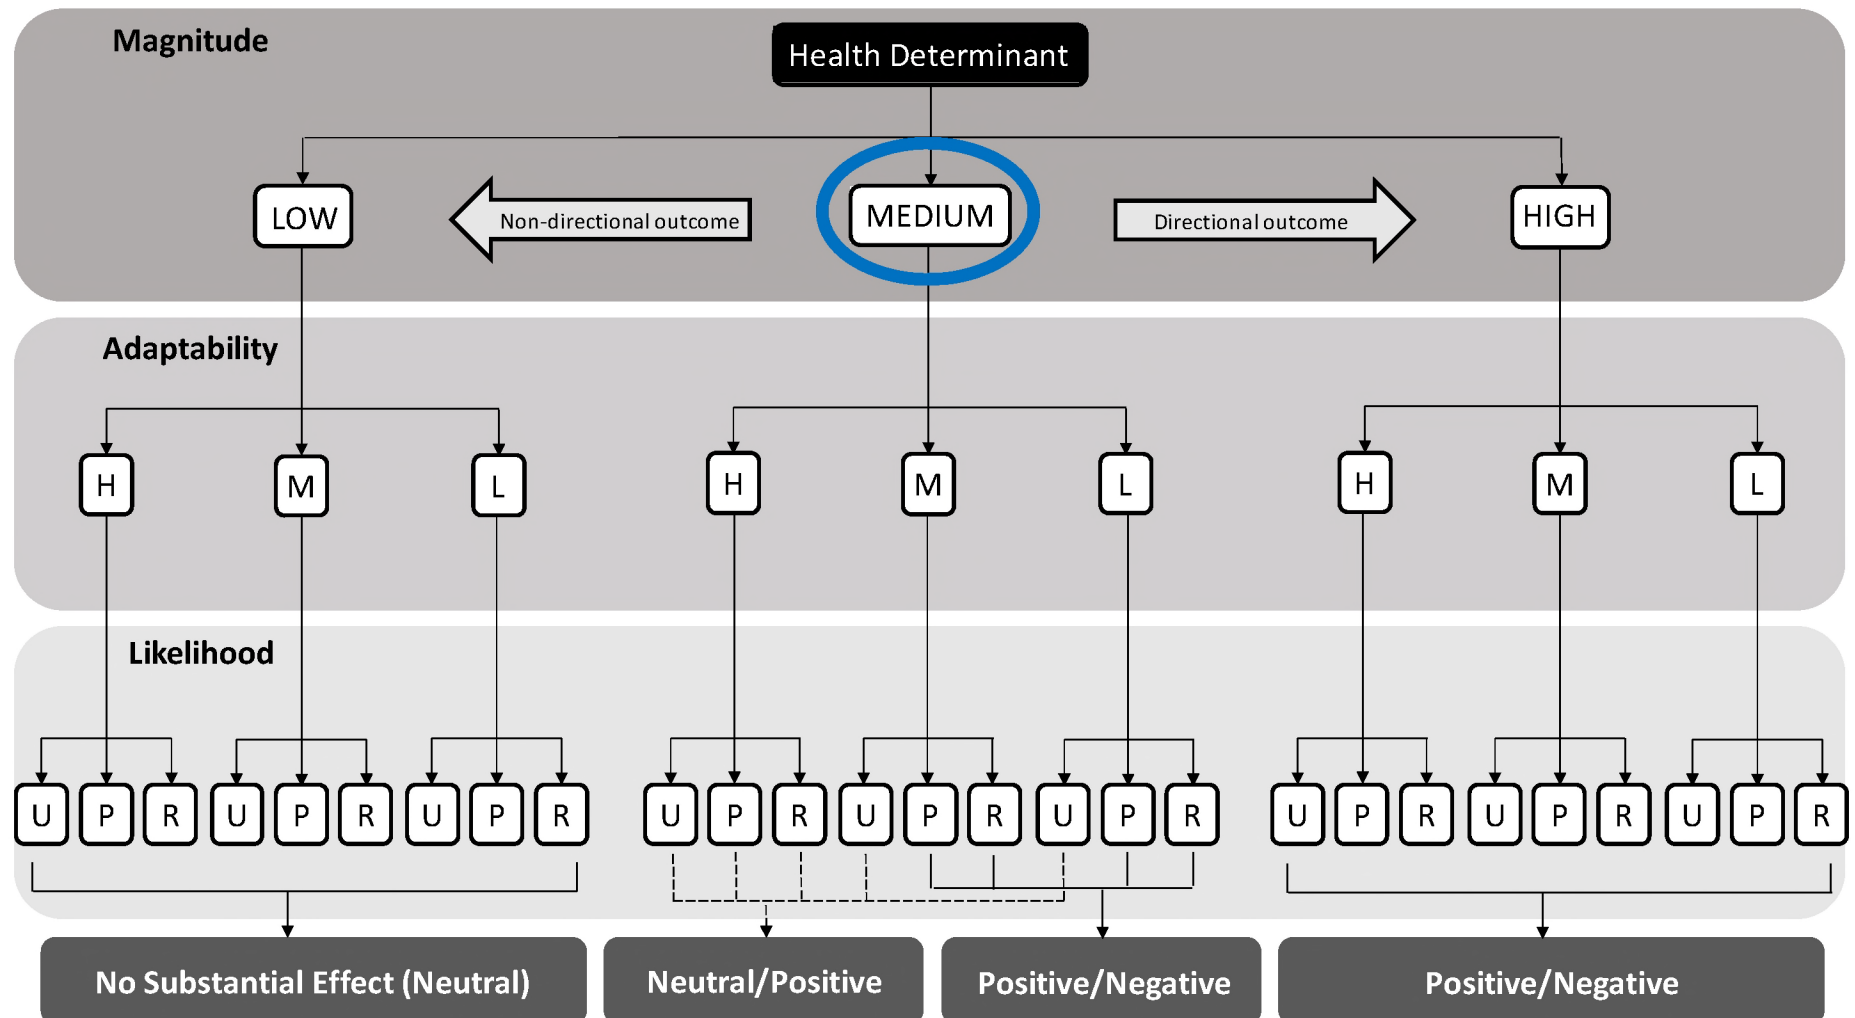 Magnitude
Health Determinant
LOW
Non-directional outcome
MEDIUM
Directional outcome
HIGH
Adaptability
H M L H M L H M L
Likelihood
U P R U P R U P R U P R U P R U P R U P R U P R U P R
No Substantial Effect (Neutral)
Neutral/Positive
Positive/Negative
Positive/Negative